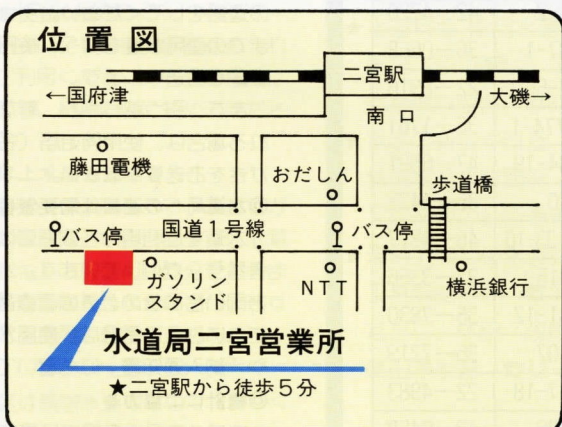 位置図
二宮駅
←国府津
大磯→
南口
藤田電機
おだしん
歩道橋
バス停
国道1号線
バス停
ガソリン
スタンド
NTT
横浜銀行
水道局二宮営業所
★二宮駅から徒歩5分